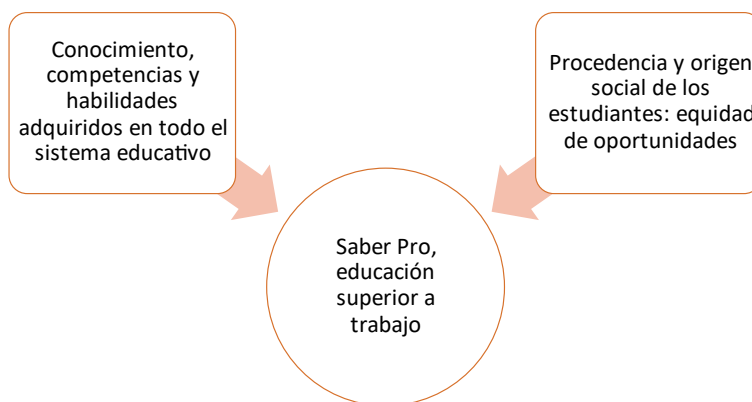 Conocimiento,
competencias y
habilidades
adquiridos en todo el
sistema educativo
Procedencia y origen
social de los
estudiantes: equidad
de oportunidades
Saber Pro,
educación
superior a
trabajo